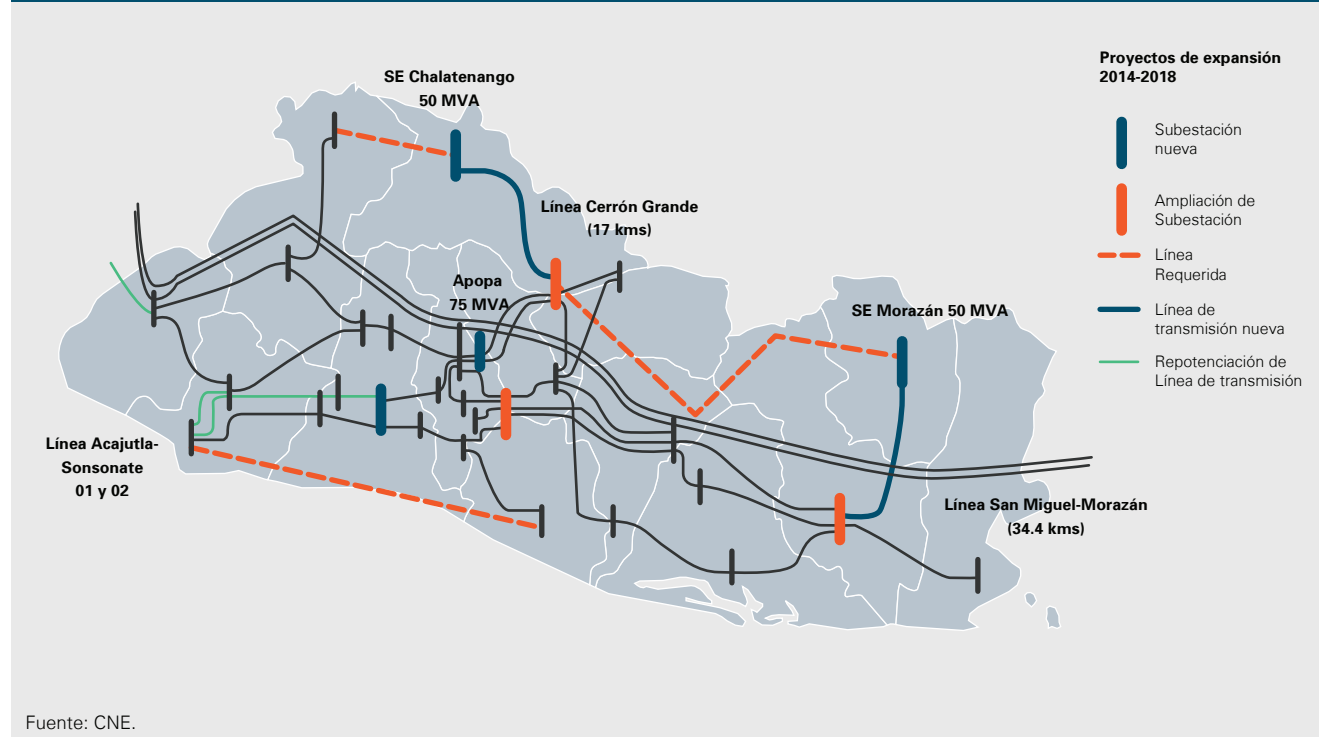 SE Chalatenango
50 MVA
Línea Cerrón Grande
(17 kms)
Apopa
75 MVA
SE Morazán 50 MVA
Línea Acajutla-
Sonsonate
01 y 02
Línea San Miguel-Morazán
(34.4 kms)
Proyectos de expansión
2014-2018
Subestación
nueva
Ampliación de
Subestación
Línea
Requerida
Línea de
transmisión nueva
Repotenciación de
Línea de transmisión
Fuente: CNE.